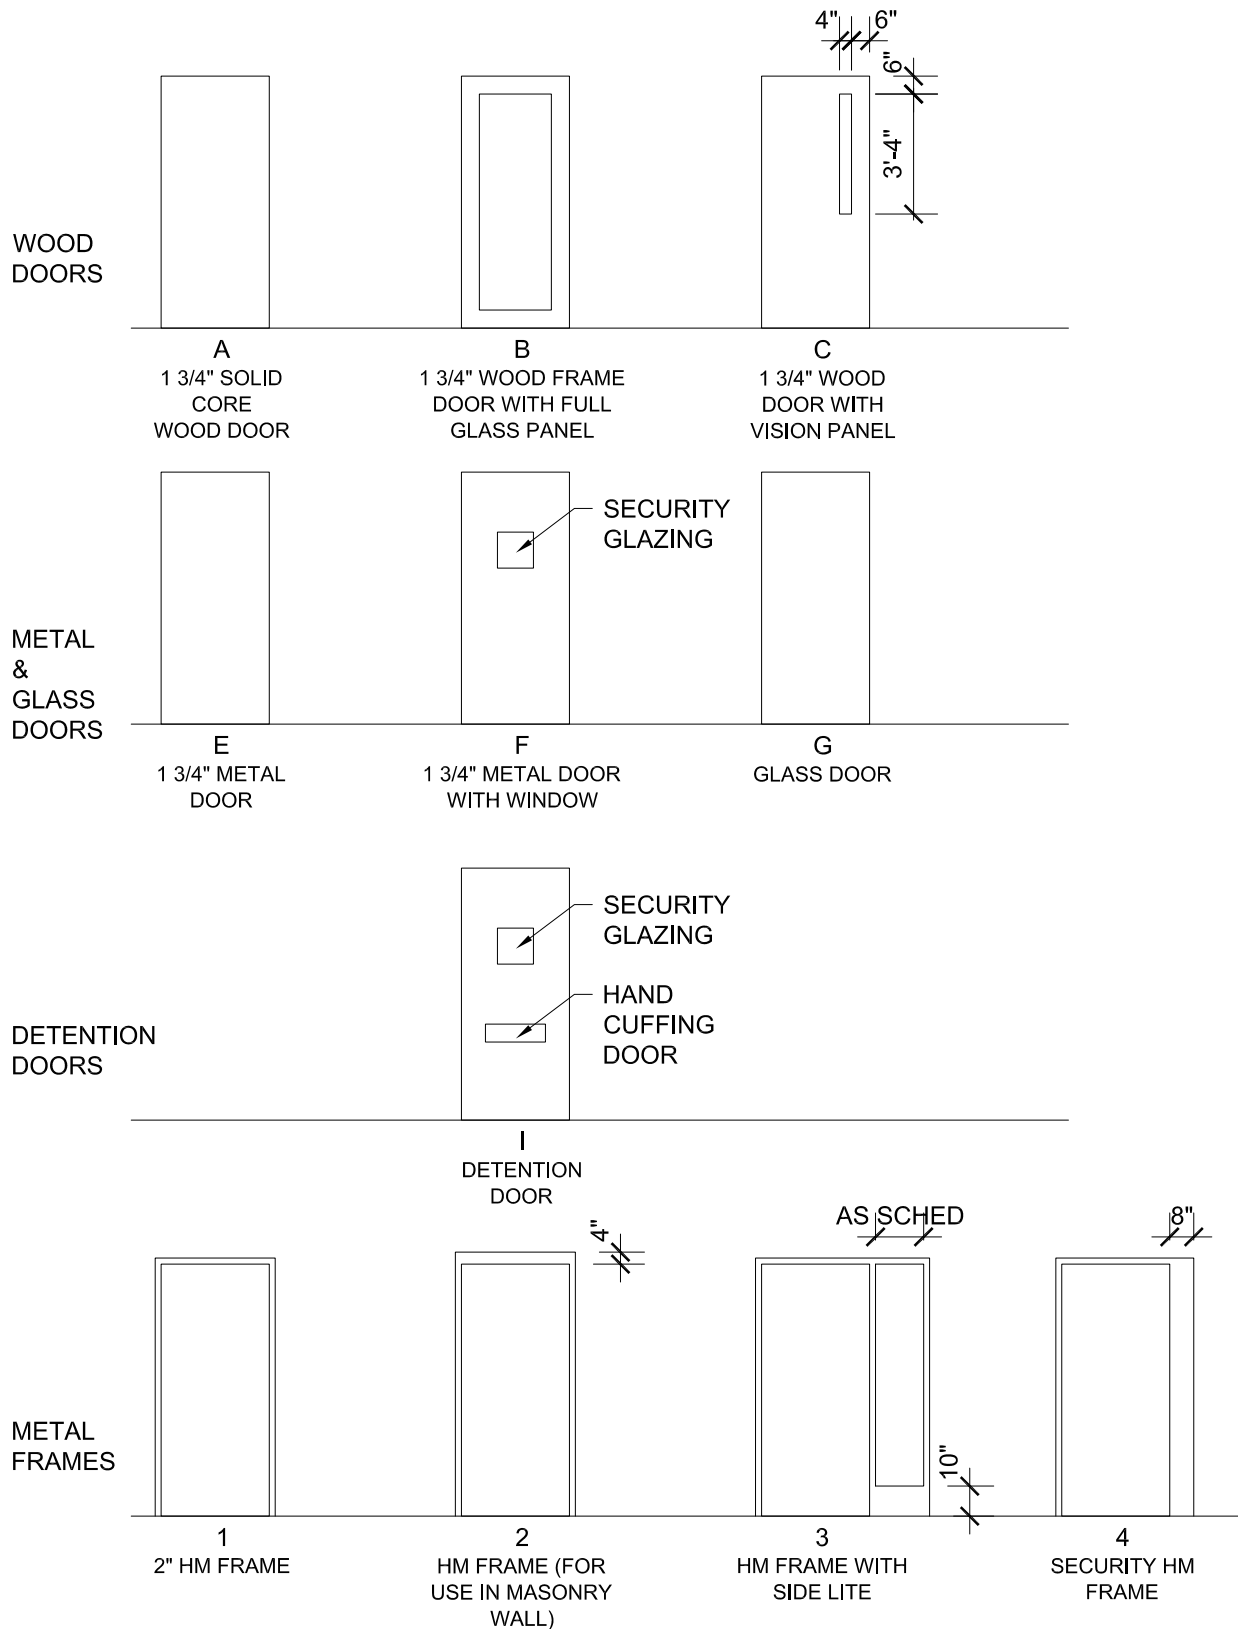 4" 6"
6"
3'-4"
WOOD
DOORS
A
1 3/4" SOLID
CORE
WOOD DOOR
B
1 3/4" WOOD FRAME
DOOR WITH FULL
GLASS PANEL
C
1 3/4" WOOD
DOOR WITH
VISION PANEL
SECURITY
GLAZING
METAL
&
GLASS
DOORS
E
1 3/4" METAL
DOOR
F
1 3/4" METAL DOOR
WITH WINDOW
G
GLASS DOOR
SECURITY
GLAZING
HAND
CUFFING
DOOR
DETENTION
DOORS
I
DETENTION
DOOR
4"
AS SCHED
8"
10"
METAL
FRAMES
1
2" HM FRAME
2
HM FRAME (FOR
USE IN MASONRY
WALL)
3
HM FRAME WITH
SIDE LITE
4
SECURITY HM
FRAME